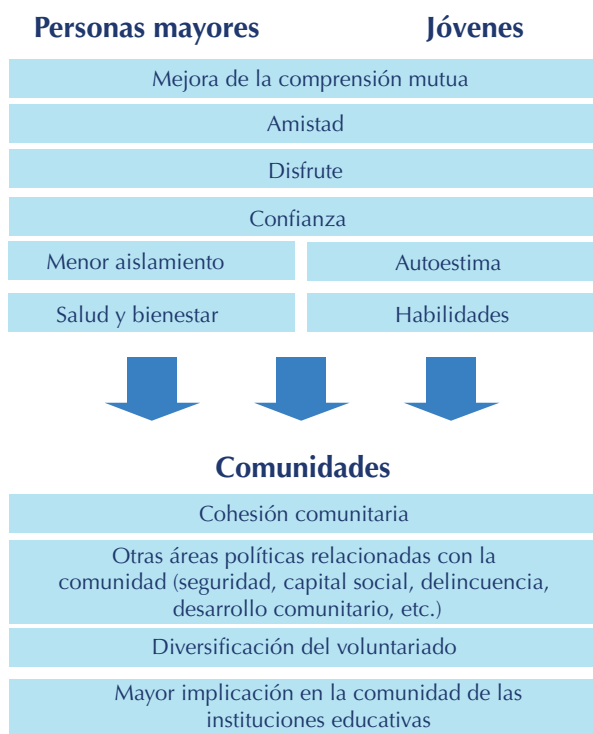 Personas mayores Jóvenes
Mejora de la comprensión mutua
Amistad
Disfrute
Confianza
Menor aislamiento Autoestima
Salud y bienestar Habilidades
Comunidades
Cohesión comunitaria
Otras áreas políticas relacionadas con la
comunidad (seguridad, capital social, delincuencia,
desarrollo comunitario, etc.)
Diversificación del voluntariado
Mayor implicación en la comunidad de las
instituciones educativas